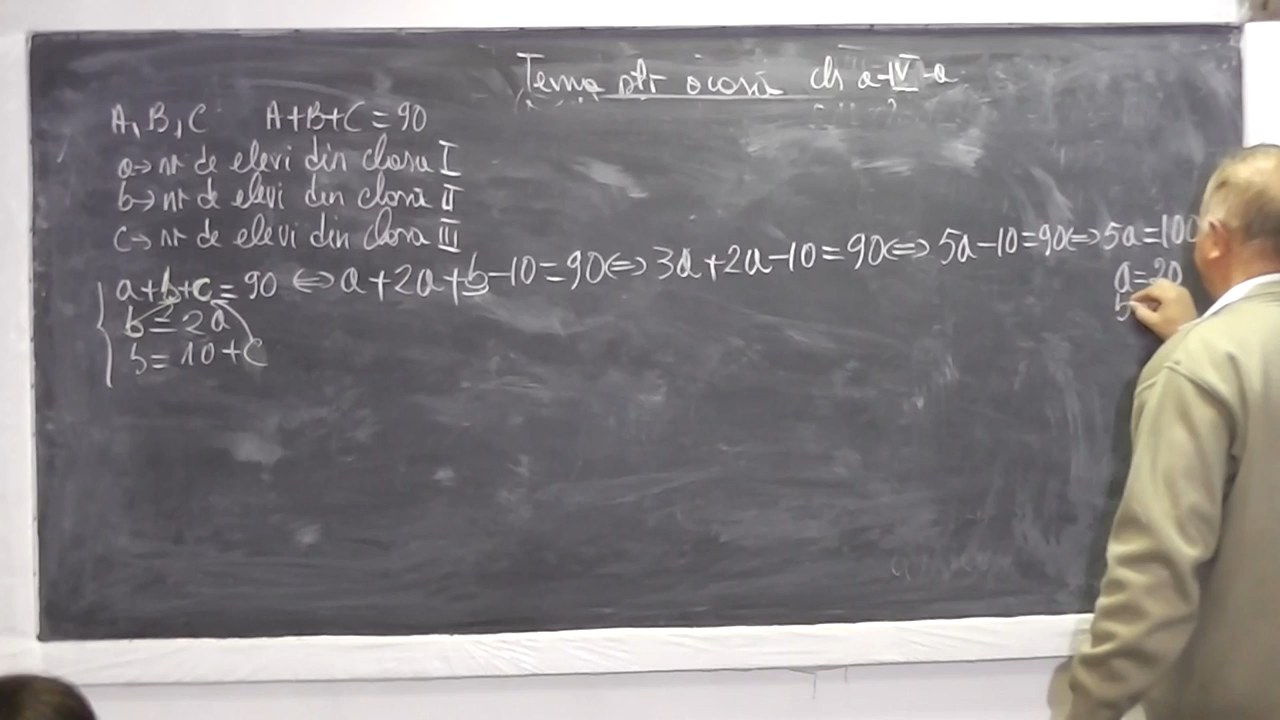 Tema ptr acasă cls a-IV-a
A, B, C A+B+C=90
a→ nr de elevi din clasa I
b→ nr de elevi din clasa II
c→ nr de elevi din clasa III
a+b+c=90 ⇔ a+2a+b-10=90 ⇔ 3a+2a-10=90 ⇔ 5a-10=90 ⇔ 5a=100
a=20
b
b=2a
b=10+c